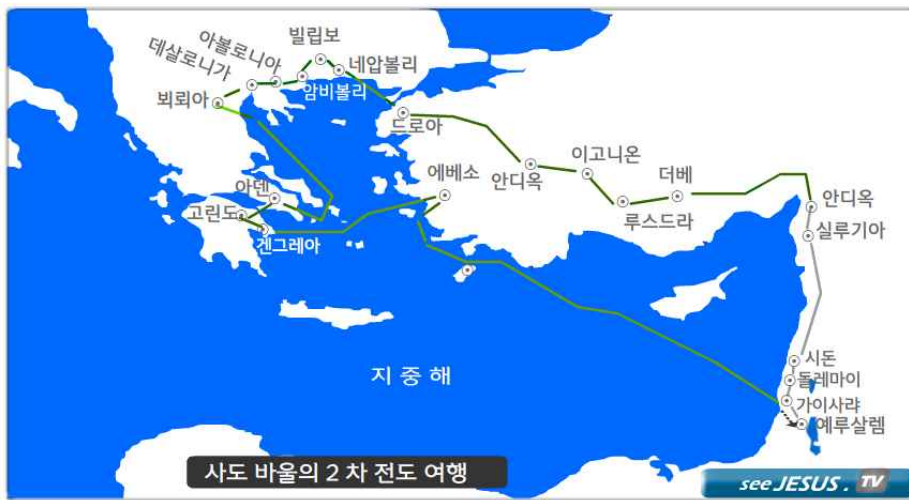 빌립보
아볼로니아
네압볼리
데살로니가
암비볼리
뵈뢰아
드로아
이고니온
에베소
안디옥
더베
아덴
안디옥
고린도
루스드라
실루기아
겐그레아
시돈
지중해
돌레마이
가이사랴
예루살렘
사도 바울의 2 차 전도 여행
see JESUS . TV